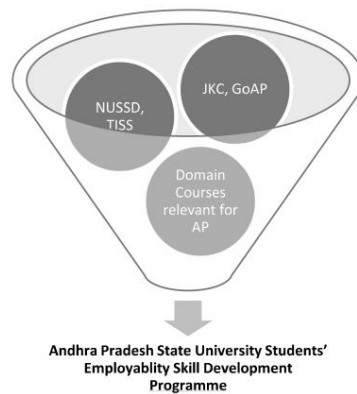 NUSSD,
TISS
JKC, GoAP
Domain
Courses
relevant for
AP
Andhra Pradesh State University Students'
Employablity Skill Development
Programme